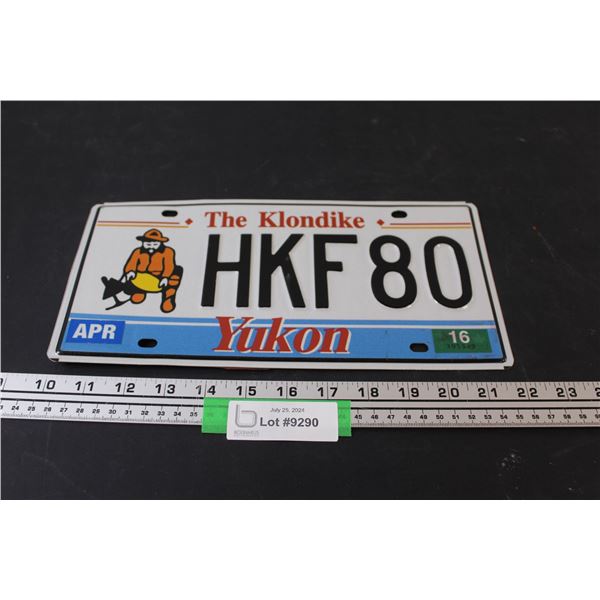 The Klondike
HKF 80
APR
Yukon
16
10 11 12 13 14 15 16 17 18 19 20 21 22 23
July 25, 2024
Lot #9290